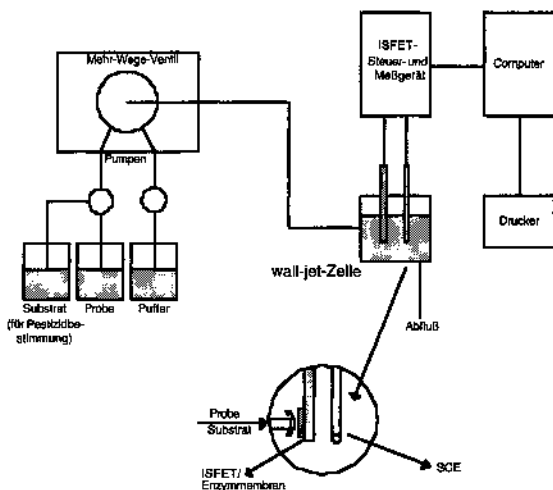 Mehr-Wege-Ventil
Pumpen
Substrat
(für Pestizidbe-
stimmung)
Probe
Puffer
ISFET-
Steuer-und
Meßgerät
Computer
Drucker
wall-jet-Zelle
Abfluß
Probe
Substrat
ISFET/
Enzymmembran
SCE